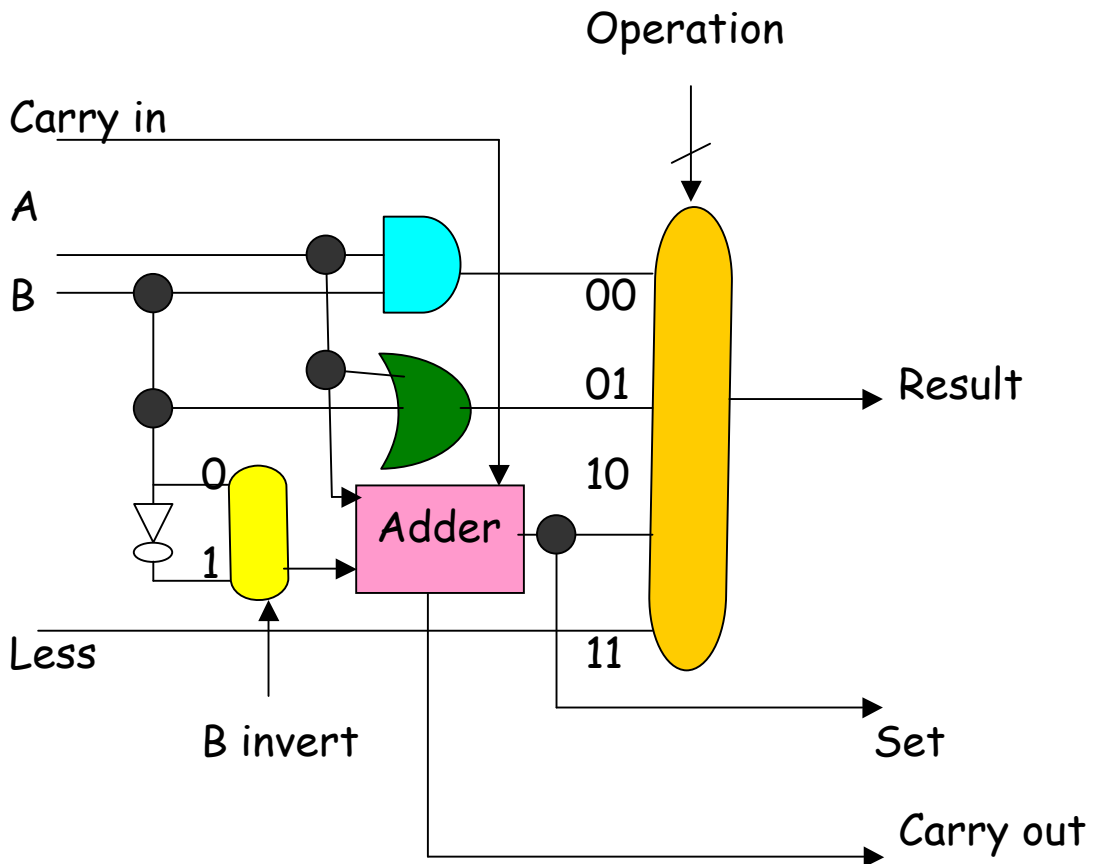 Operation
Carry in
A
B
00
01
Result
0
10
Adder
1
Less
11
B invert
Set
Carry out